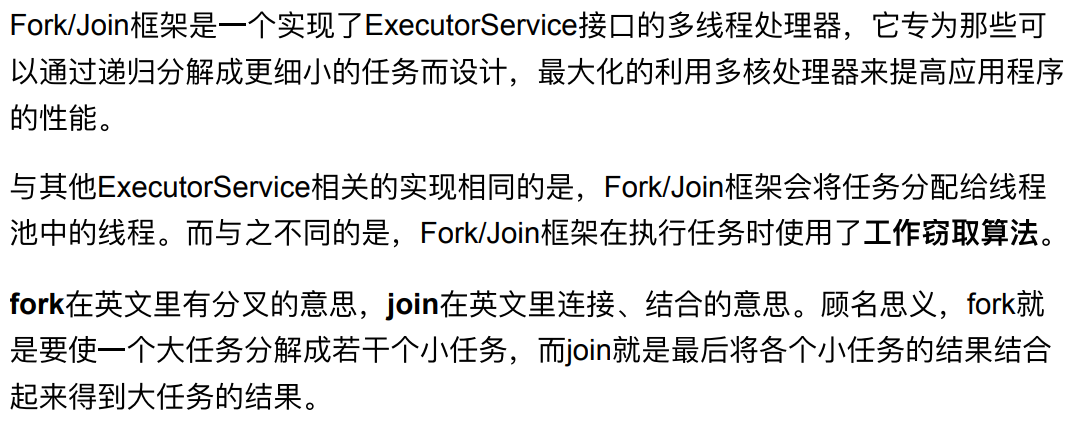 Fork/Join框架是一个实现了ExecutorService接口的多线程处理器，它专为那些可
以通过递归分解成更细小的任务而设计，最大化的利用多核处理器来提高应用程序
的性能。
与其他ExecutorService相关的实现相同的是，Fork/Join框架会将任务分配给线程
池中的线程。而与之不同的是，Fork/Join框架在执行任务时使用了工作窃取算法。
fork在英文里有分叉的意思，join在英文里连接、结合的意思。顾名思义，fork就
是要使一个大任务分解成若干个小任务，而join就是最后将各个小任务的结果结合
起来得到大任务的结果。